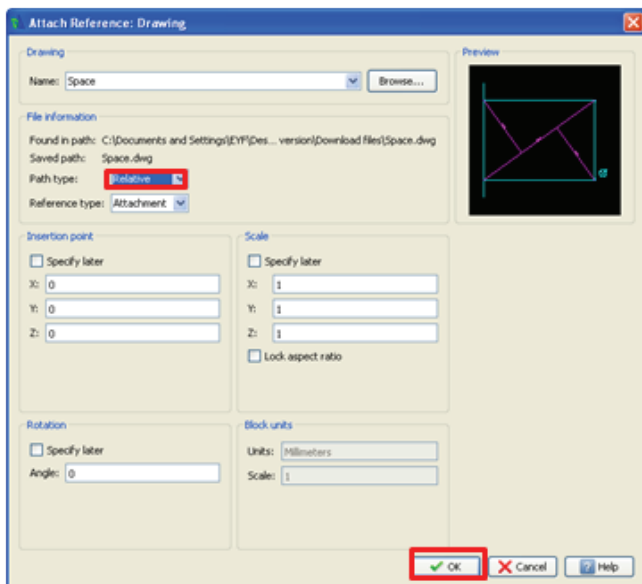 Attach Reference: Drawing
Drawing
Name: Space
Browse...
Preview
File information
Found in path: C:\Documents and Settings\EYF\Des... version\Download files\Space.dwg
Saved path: Space.dwg
Path type: Relative
Reference type: Attachment
Insertion point
Specify later
X: 0
Y: 0
Z: 0
Scale
Specify later
X: 1
Y: 1
Z: 1
Lock aspect ratio
Rotation
Specify later
Angle: 0
Block units
Units: Millimeters
Scale: 1
OK
Cancel
Help